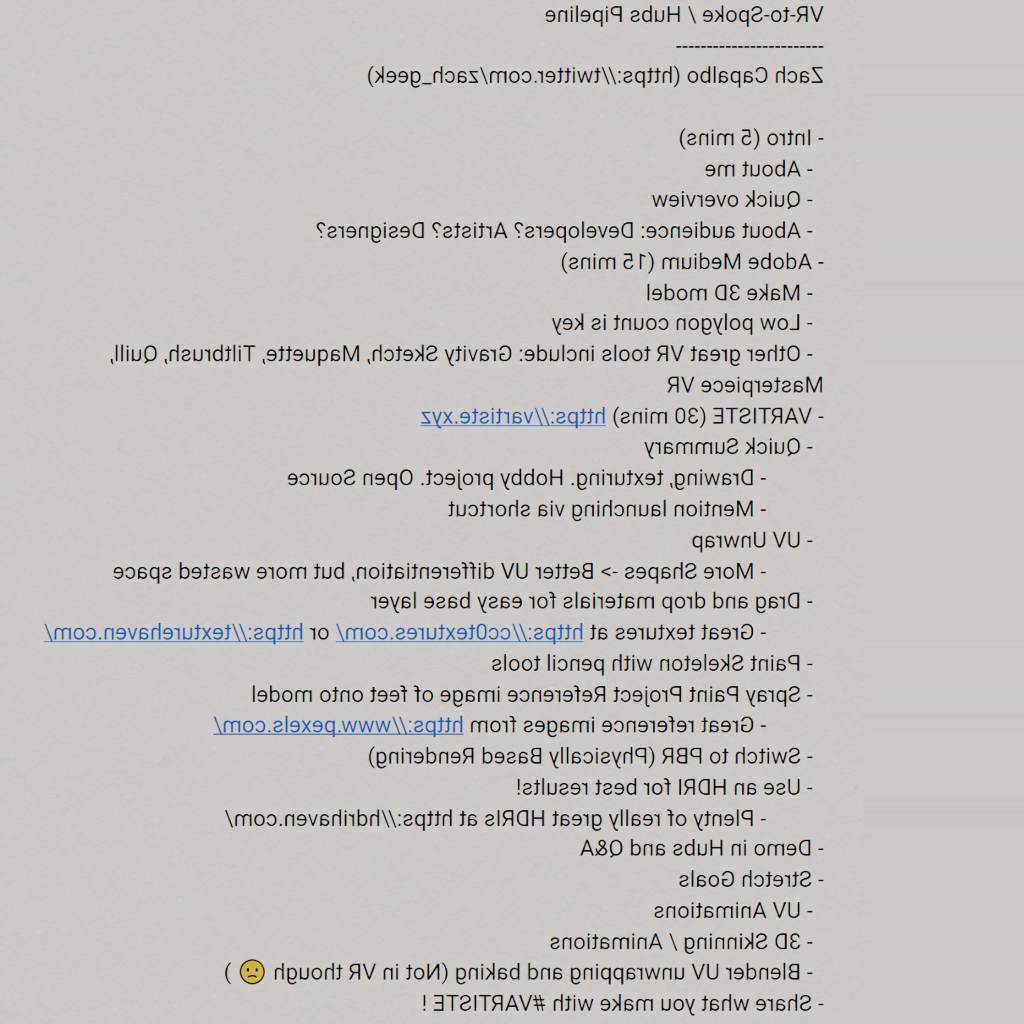 VR-to-Spoke / Hubs Pipeline
------------------------
Zach Capalbo (https://twitter.com/zach_geek)
- Intro (5 mins)
- About me
- Quick overview
- About audience: Developers? Artists? Designers?
- Adobe Medium (15 mins)
- Make 3D model
- Low polygon count is key
- Other great VR tools include: Gravity Sketch, Maquette, Tiltbrush, Quill,
Masterpiece VR
- VARTISTE (30 mins) https://vartiste.xyz
- Quick Summary
- Drawing, texturing. Hobby project. Open Source
- Mention launching via shortcut
- UV Unwrap
- More Shapes -> Better UV differentiation, but more wasted space
- Drag and drop materials for easy base layer
- Great textures at https://cc0textures.com/ or https://texturehaven.com/
- Paint Skeleton with pencil tools
- Spray Paint Project Reference image of feet onto model
- Great reference images from https://www.pexels.com/
- Switch to PBR (Physically Based Rendering)
- Use an HDRI for best results!
- Plenty of really great HDRIs at https://hdrihaven.com/
- Demo in Hubs and Q&A
- Stretch Goals
- UV Animations
- 3D Skinning / Animations
- Blender UV unwrapping and baking (Not in VR though 🙁 )
- Share what you make with #VARTISTE !